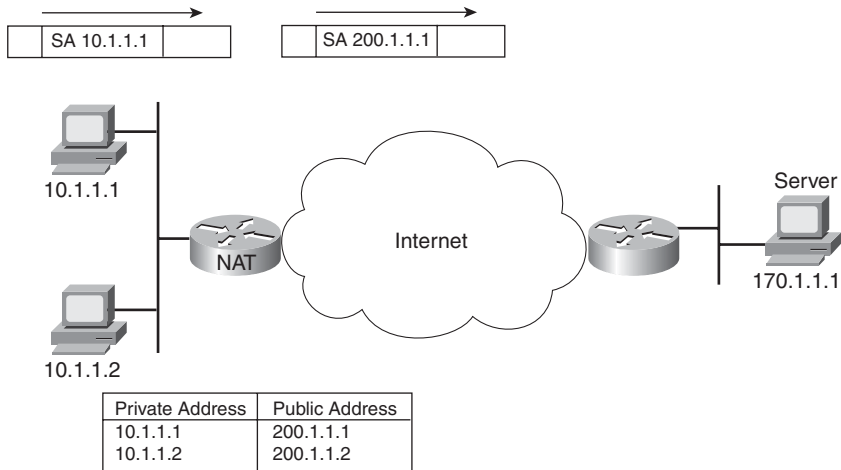 SA 10.1.1.1
SA 200.1.1.1
10.1.1.1
Server
NAT
Internet
170.1.1.1
10.1.1.2
Private Address Public Address
10.1.1.1 200.1.1.1
10.1.1.2 200.1.1.2